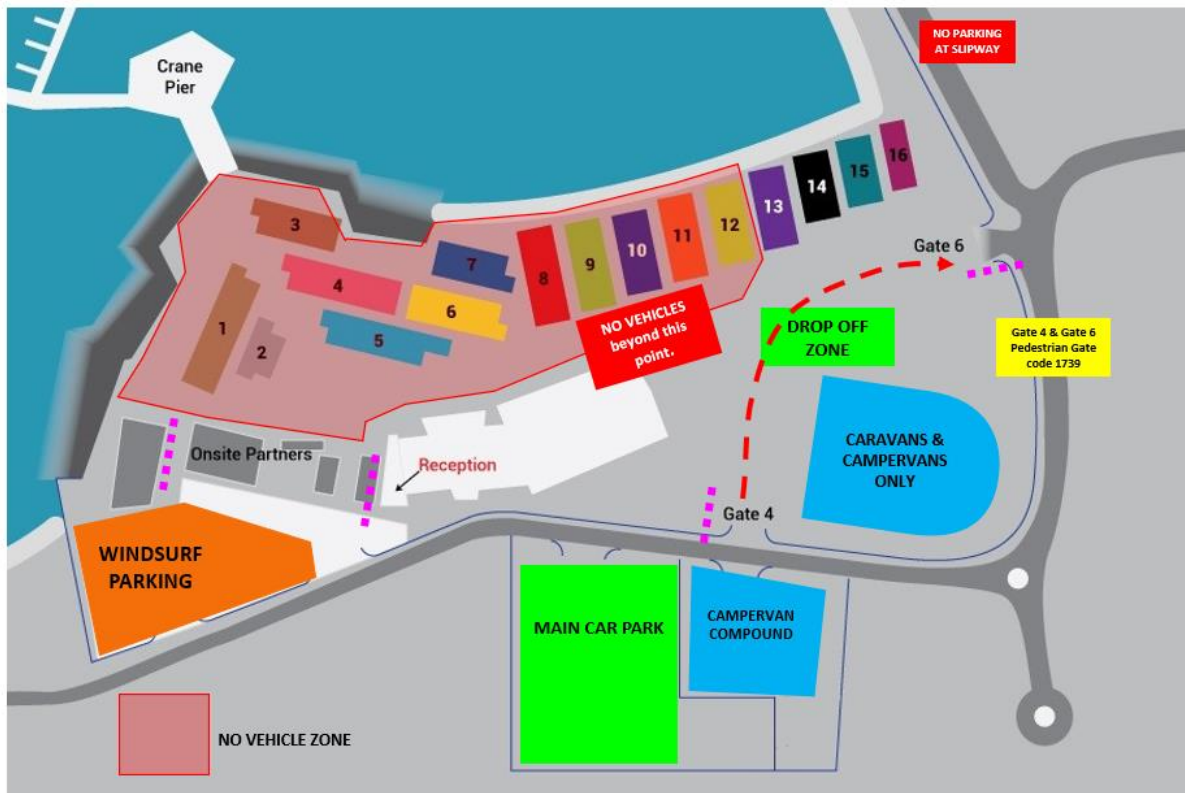 NO PARKING
AT SLIPWAY
Crane
Pier
16
15
14
13
12
11
10
9
8
7
3
4
6
5
1
2
Gate 6
NO VEHICLES
beyond this
point.
DROP OFF
ZONE
Gate 4 & Gate 6
Pedestrian Gate
code 1739
Onsite Partners
Reception
CARAVANS &
CAMPERVANS
ONLY
Gate 4
WINDSURF
PARKING
MAIN CAR PARK
CAMPERVAN
COMPOUND
NO VEHICLE ZONE